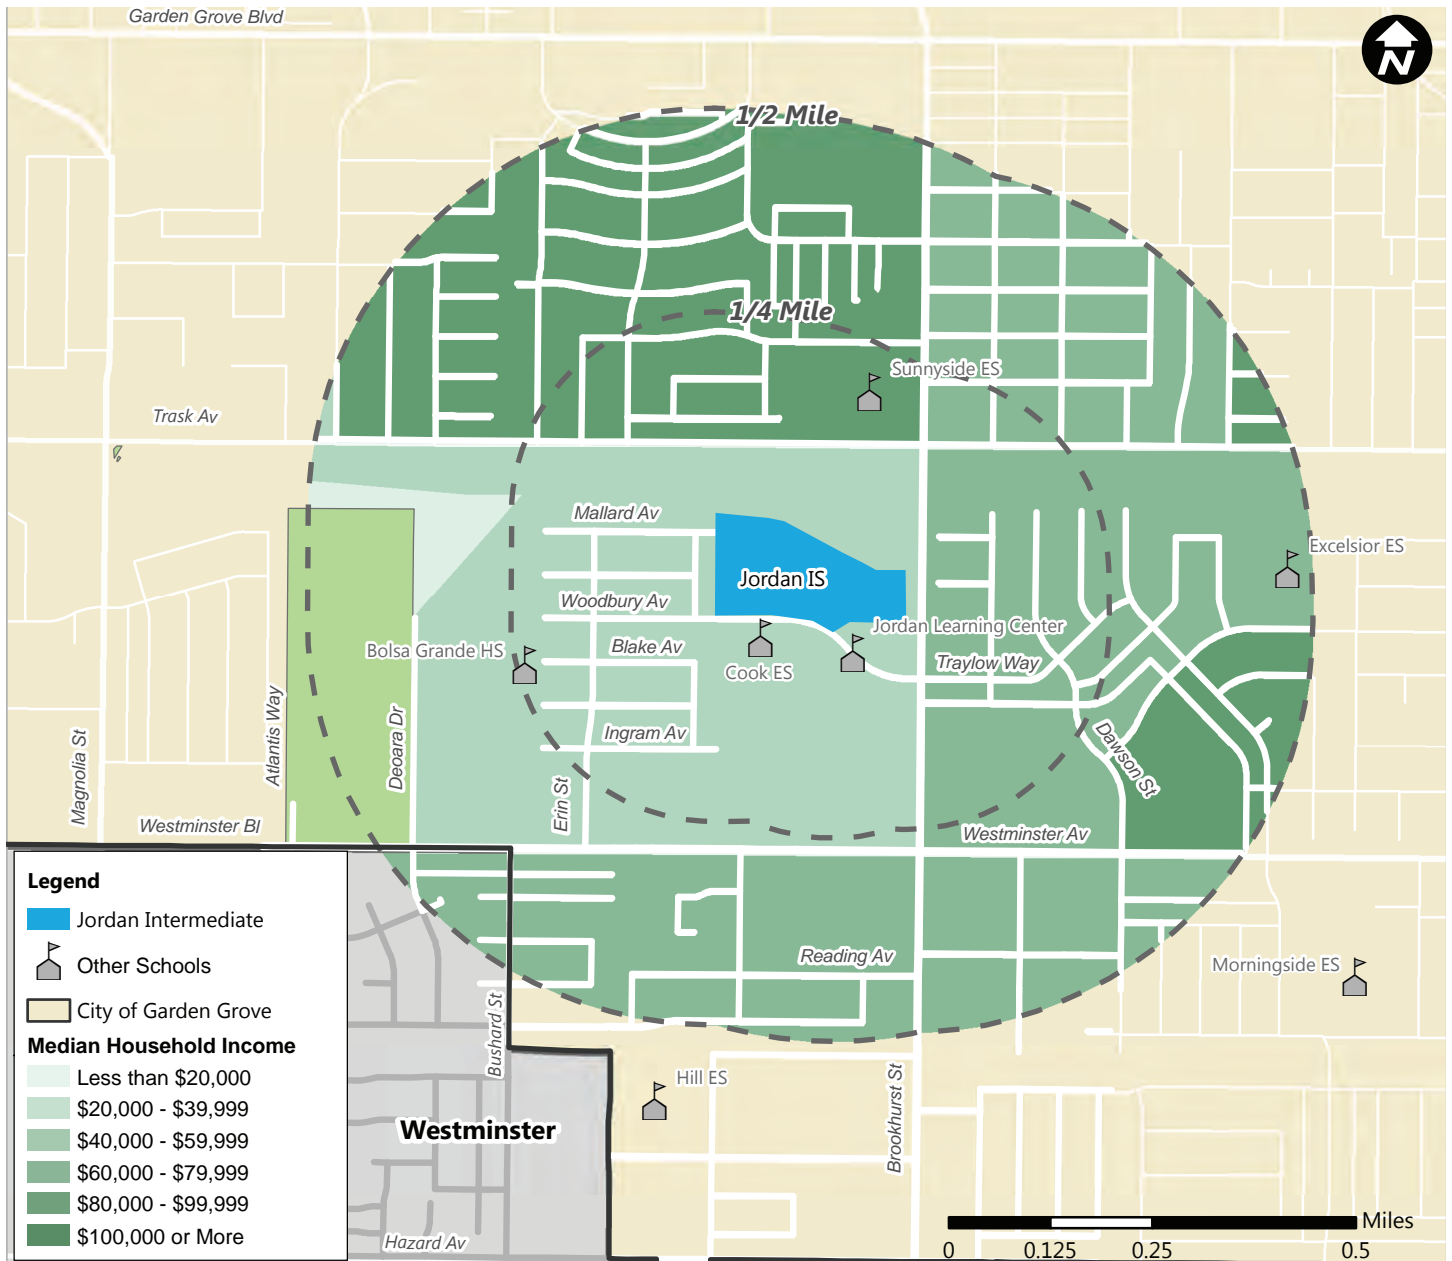 Garden Grove Blvd
N
1/2 Mile
1/4 Mile
Sunnyside ES
Trask Av
Mallard Av
Excelsior ES
Jordan IS
Woodbury Av
Jordan Learning Center
Blake Av
Bolsa Grande HS
Cook ES
Traylow Way
Atlantis Way
Magnolia St
Deoara Dr
Ingram Av
Dawson St
Erin St
Westminster Bl
Westminster Av
Reading Av
Morningside ES
Bushard St
Hill ES
Brookhurst St
Westminster
Hazard Av
Legend
Jordan Intermediate
Other Schools
City of Garden Grove
Median Household Income
Less than $20,000
$20,000 - $39,999
$40,000 - $59,999
$60,000 - $79,999
$80,000 - $99,999
$100,000 or More
Miles
0 0.125 0.25 0.5